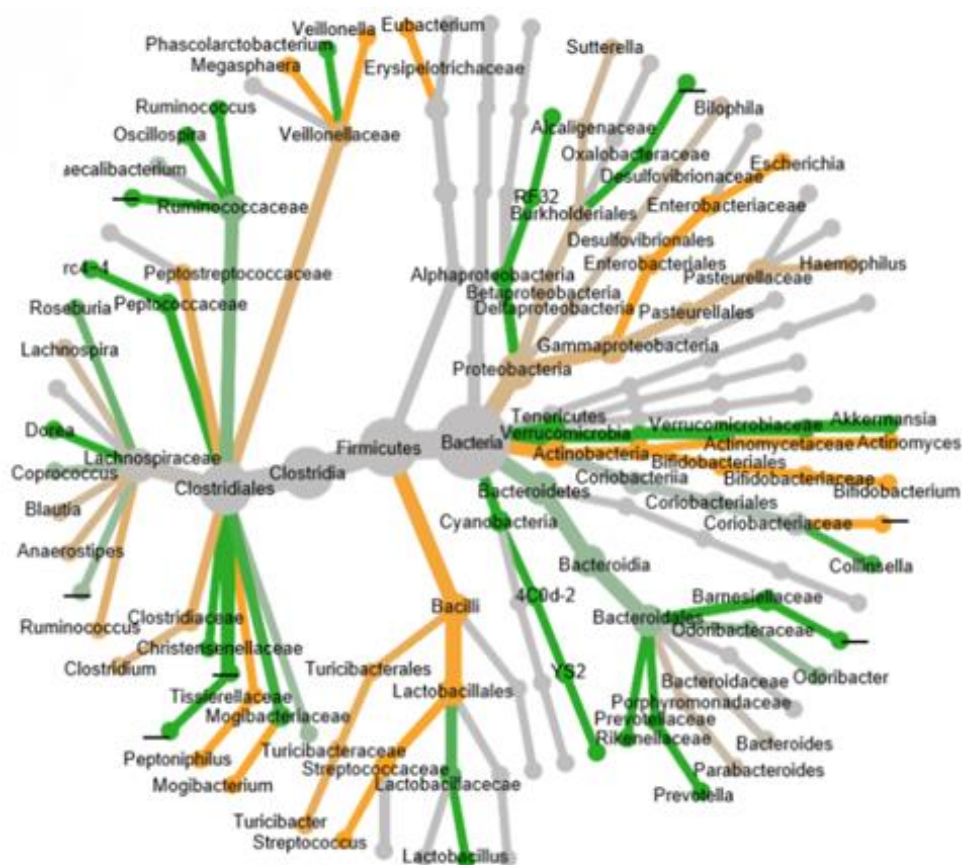 Veillonella
Eubacterium
Phascolarctobacterium
Megasphaera
Erysipelotrichaceae
Sutterella
Ruminococcus
Veillonellaceae
Alcaligenaceae
Bilophila
Oscillospira
Oxalobacteraceae
aecalibacterium
Desulfovibrionaceae
Escherichia
RF32
Ruminococcaceae
Burkholderiales
Enterobacteriaceae
Desulfovibrionales
rc4-4
Peptostreptococcaceae
Alphaproteobacteria
Enterobacteriales
Haemophilus
Pasteurellaceae
Roseburia
Peptococcaceae
Betaproteobacteria
Deltaproteobacteria
Pasteurellales
Lachnospira
Gammaproteobacteria
Proteobacteria
Tenericutes
Akkermansia
Dorea
Firmicutes
Bacteria
Verrucomicrobia
Verrucomicrobiaceae
Lachnospiraceae
Clostridia
Actinobacteria
Actinomycetaceae
Actinomyces
Coprococcus
Clostridiales
Bacteroidetes
Coriobacteriia
Bifidobacteriales
Bifidobacteriaceae
Bifidobacterium
Blautia
Cyanobacteria
Coriobacteriales
Coriobacteriaceae
Anaerostipes
Bacteroidia
Collinsella
4C0d-2
Barnesiellaceae
Ruminococcus
Clostridiaceae
Bacilli
Bacteroidales
Odoribacteraceae
Christensenellaceae
Clostridium
Turicibacterales
YS2
Bacteroidaceae
Odoribacter
Tissierellaceae
Lactobacillales
Porphyromonadaceae
Mogibacteriaceae
Prevotellaceae
Rikenellaceae
Bacteroides
Peptoniphilus
Turicibacteraceae
Streptococcaceae
Parabacteroides
Mogibacterium
Lactobacillaceae
Prevotella
Turicibacter
Streptococcus
Lactobacillus